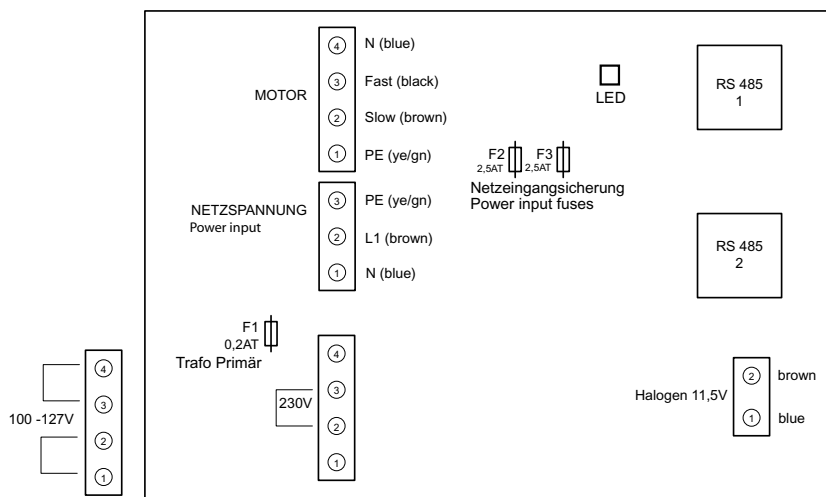 MOTOR
4 N (blue)
3 Fast (black)
2 Slow (brown)
1 PE (ye/gn)
NETZSPANNUNG
Power input
3 PE (ye/gn)
2 L1 (brown)
1 N (blue)
LED
F2
2,5AT
F3
2,5AT
Netzeingangsicherung
Power input fuses
RS 485
1
RS 485
2
F1
0,2AT
Trafo Primär
230V
4
3
2
1
100 -127V
4
3
2
1
Halogen 11,5V
2 brown
1 blue